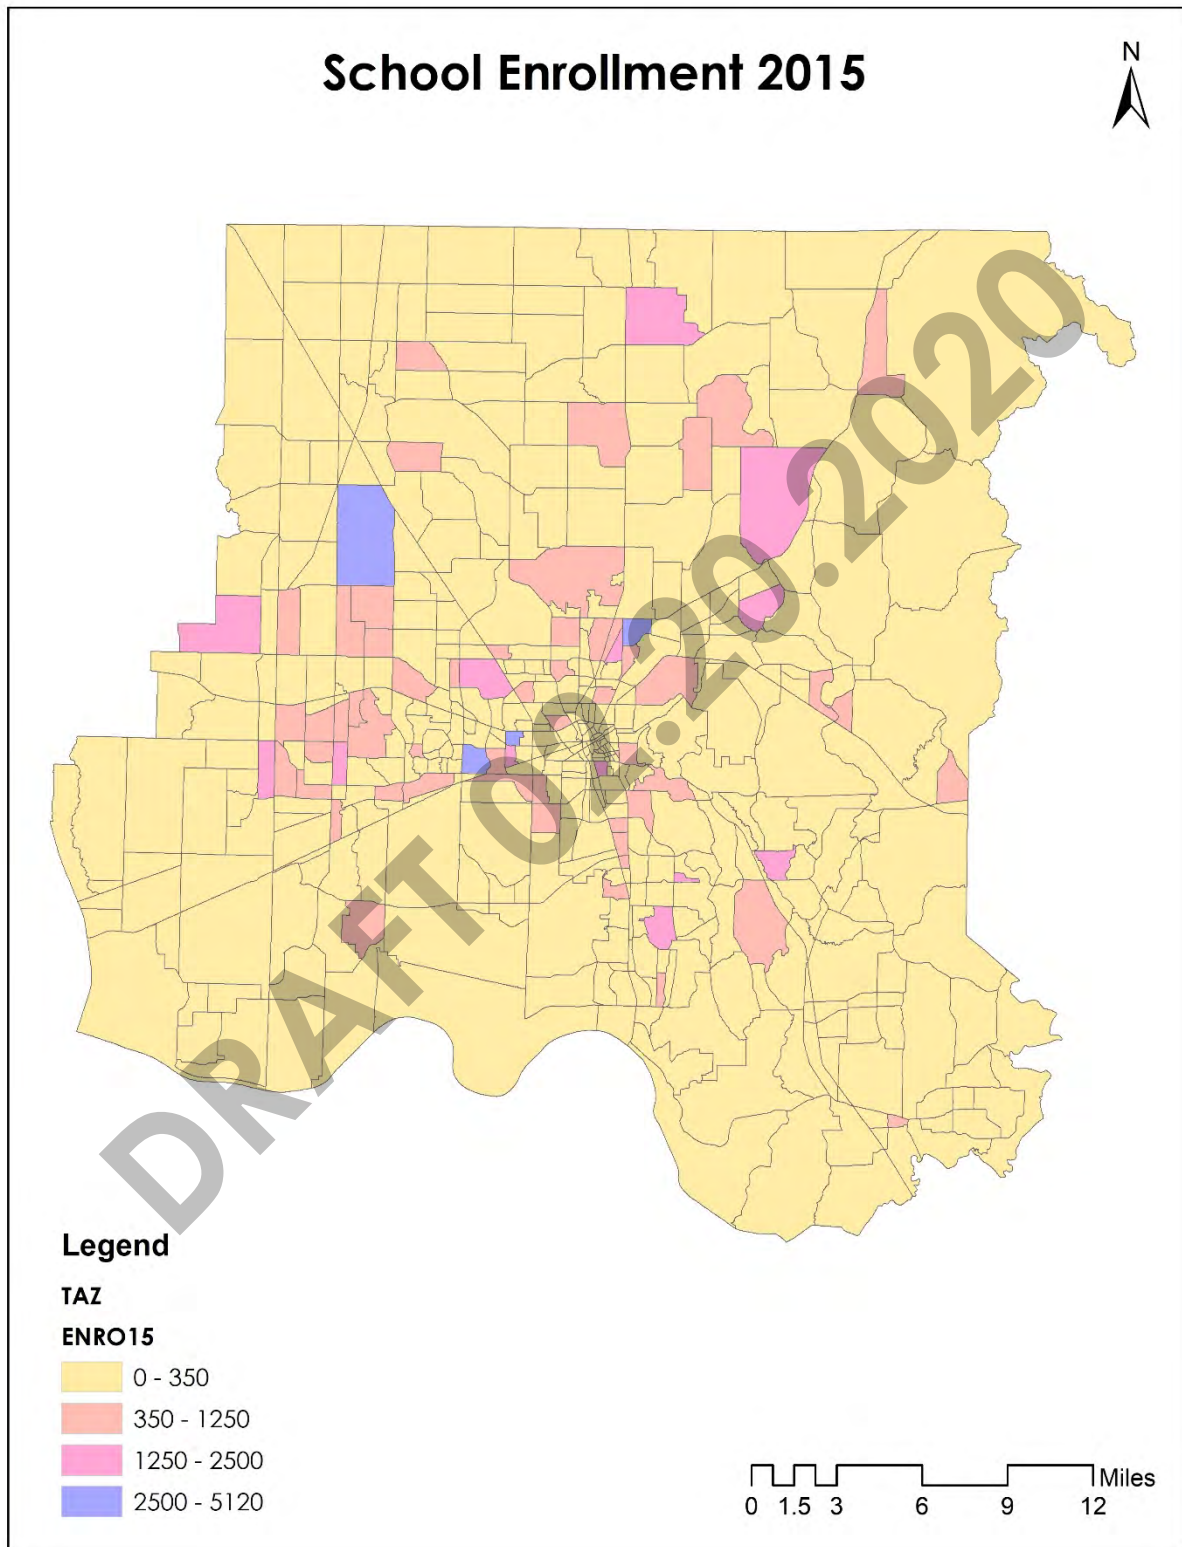 School Enrollment 2015
N
DRAFT 02.20.2020
Legend
TAZ
ENRO15
0 - 350
350 - 1250
1250 - 2500
2500 - 5120
Miles
0 1.5 3 6 9 12